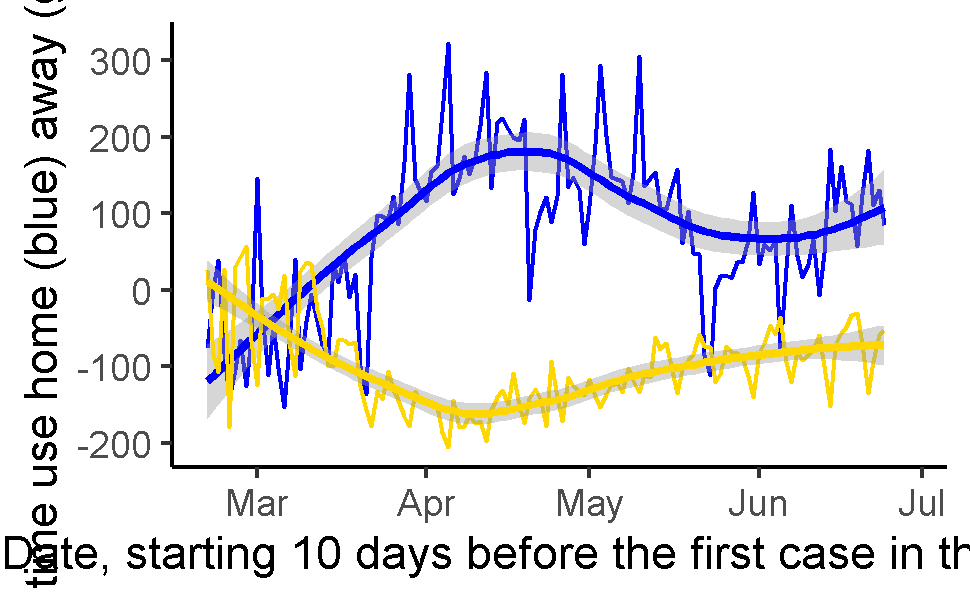 time use home (blue) away (
300
200
100
0
-100
-200
Mar Apr May Jun Jul
Date, starting 10 days before the first case in th